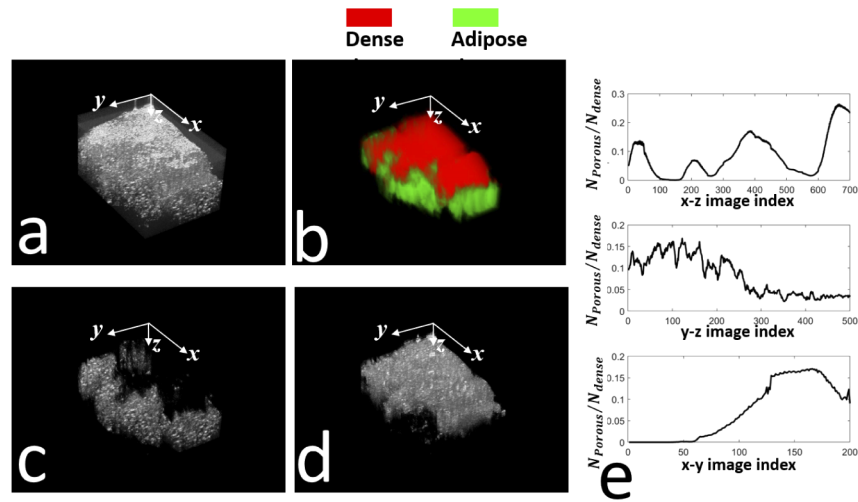 Dense Adipose
y z x
a
y z x
b
y z x
c
y z x
d
N_Porous/N_dense
0.3
0.2
0.1
0
0 100 200 300 400 500 600 700
x-z image index
N_Porous/N_dense
0.2
0.15
0.1
0.05
0
0 100 200 300 400 500
y-z image index
N_Porous/N_dense
0.2
0.15
0.1
0.05
0
0 50 100 150 200
x-y image index
e